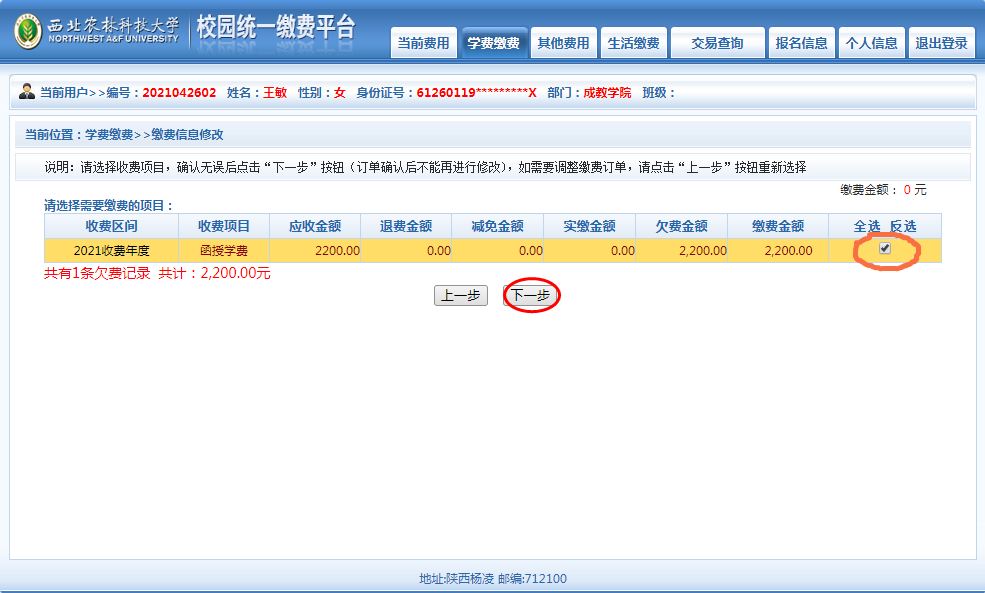 西北农林科技大学 校园统一缴费平台
NORTHWEST A&F UNIVERSITY
当前费用 学费缴费 其他费用 生活缴费 交易查询 报名信息 个人信息 退出登录
当前用户>>编号：2021042602 姓名：王敏 性别：女 身份证号：61260119*********X 部门：成教学院 班级：
当前位置：学费缴费>>缴费信息修改
说明：请选择收费项目，确认无误后点击“下一步”按钮（订单确认后不能再进行修改），如需要调整缴费订单，请点击“上一步”按钮重新选择
缴费金额： 0 元
请选择需要缴费的项目：
收费区间 收费项目 应收金额 退费金额 减免金额 实缴金额 欠费金额 缴费金额 全选 反选
2021收费年度 函授学费 2200.00 0.00 0.00 0.00 2,200.00 2,200.00
共有1条欠费记录 共计：2,200.00元
上一步 下一步
地址:陕西杨凌 邮编:712100